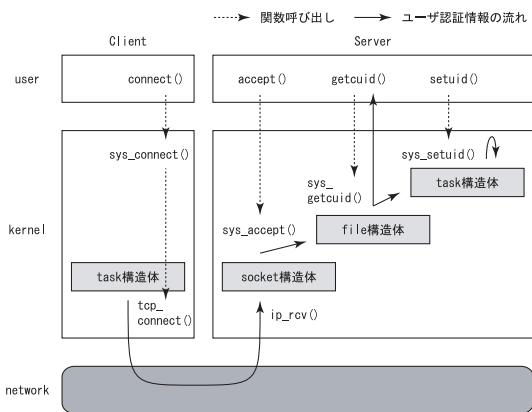 関数呼び出し ユーザ認証情報の流れ
Client Server
user connect() accept() getcuid() setuid()
sys_connect() sys_setuid()
task構造体
sys_
getcuid()
kernel sys_accept() file構造体
task構造体 socket構造体
tcp_
connect() ip_rcv()
network